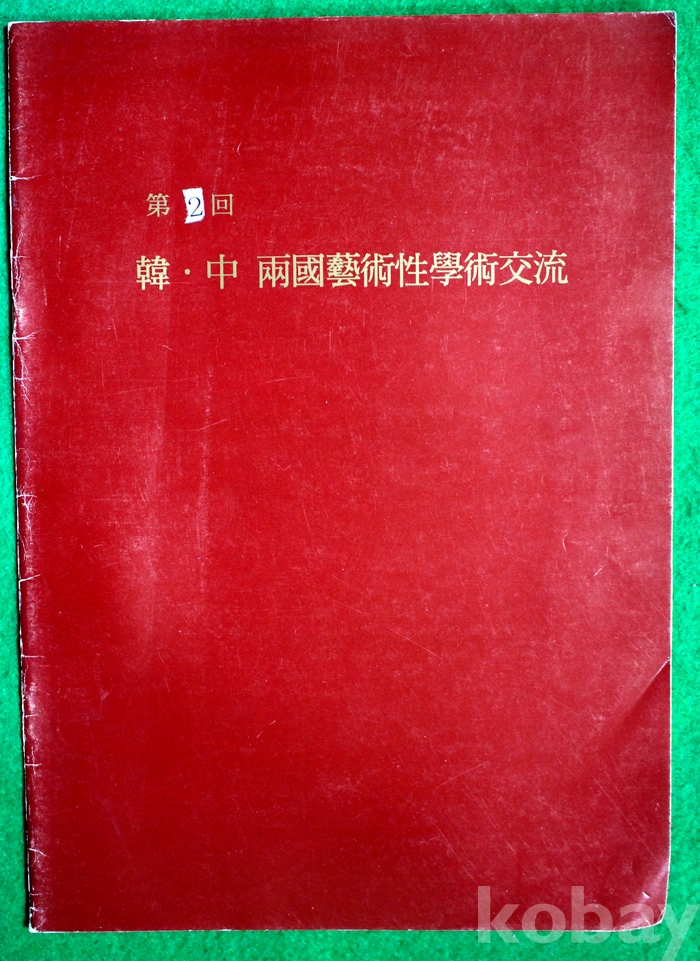 第 2 回
韓·中 兩國藝術性學術交流
kobay